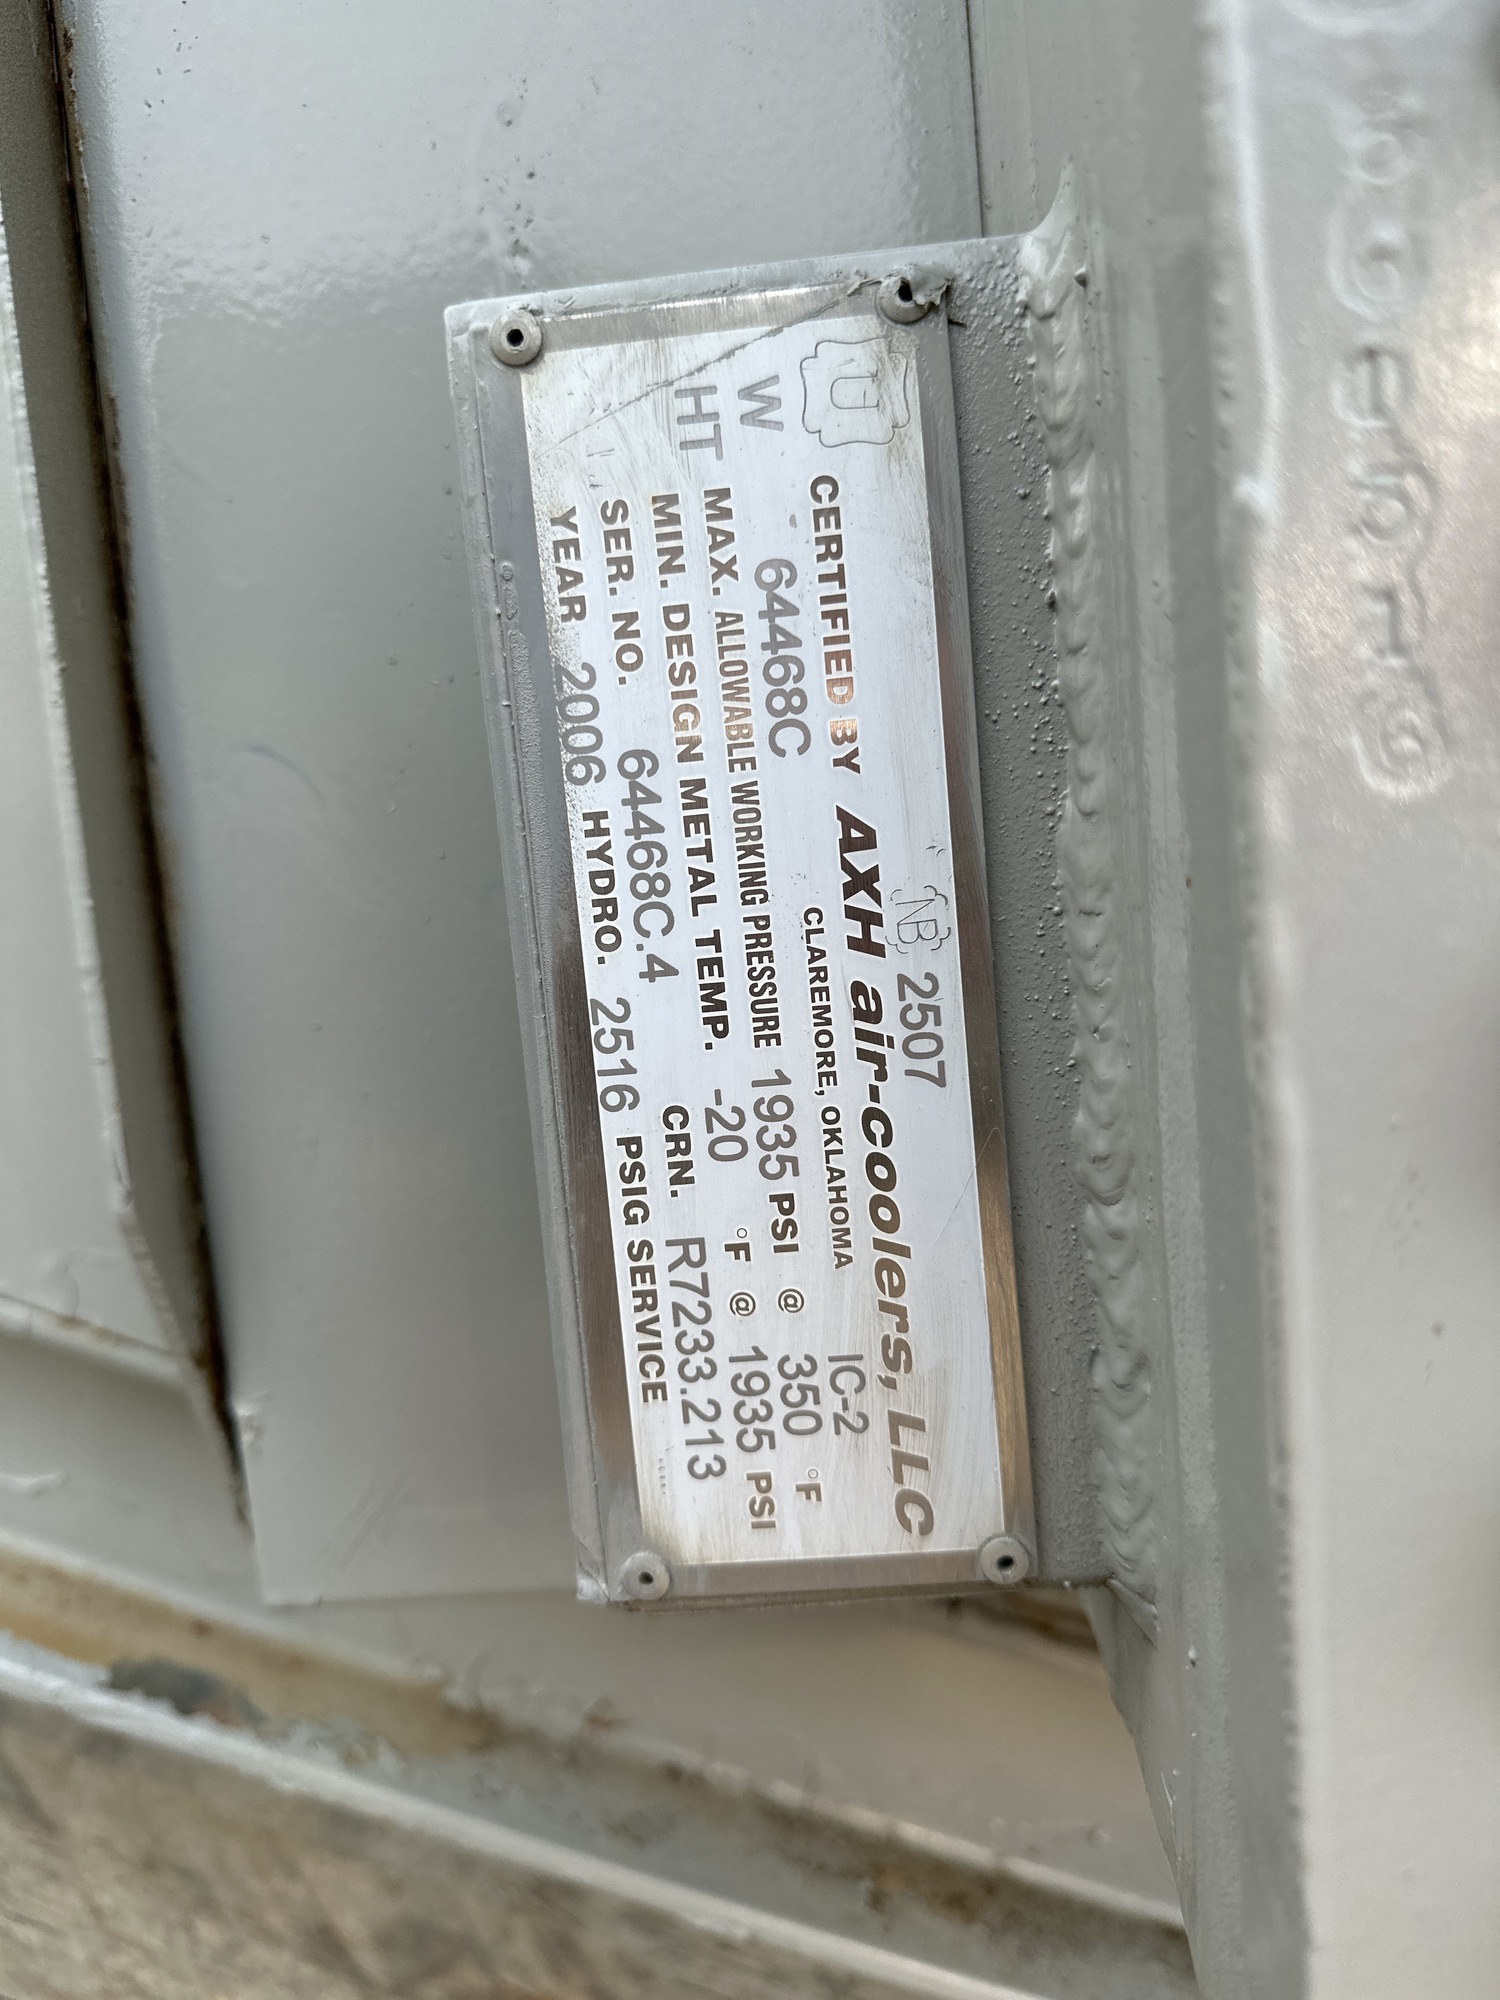 NB 2507
U CERTIFIED BY AXH air-coolers, LLC
CLAREMORE, OKLAHOMA
W 64468C IC-2
HT MAX. ALLOWABLE WORKING PRESSURE 1935 PSI @ 350 °F
MIN. DESIGN METAL TEMP. -20 °F @ 1935 PSI
SER. NO. 64468C.4 CRN. R7233.213
YEAR 2006 HYDRO. 2516 PSIG SERVICE